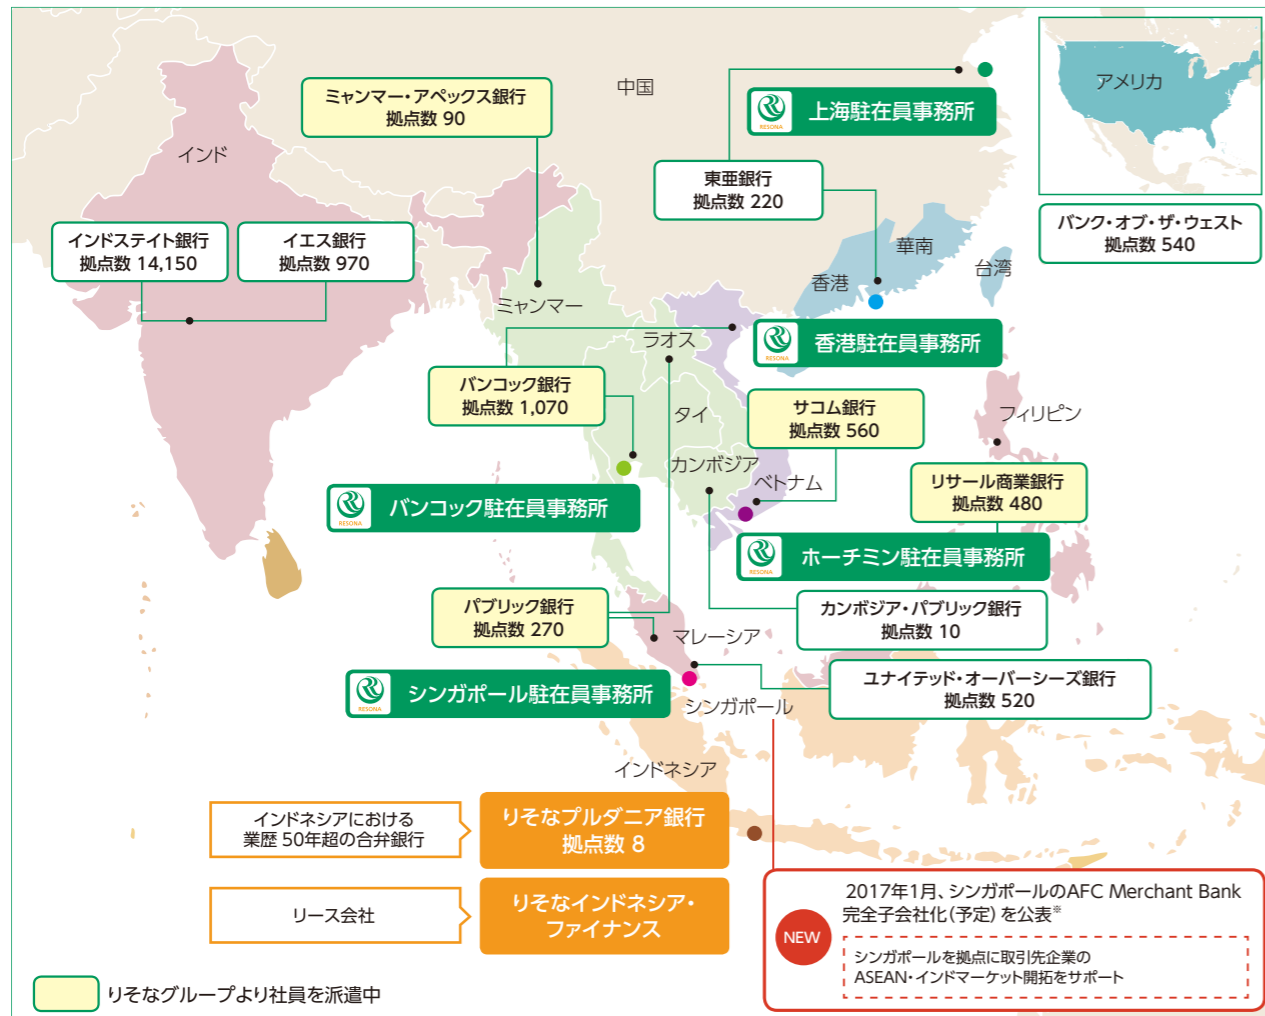 中国
アメリカ
ミャンマー・アペックス銀行
拠点数 90
RESONA
上海駐在員事務所
インド
東亜銀行
拠点数 220
バンク・オブ・ザ・ウェスト
拠点数 540
インドステイト銀行
拠点数 14,150
イエス銀行
拠点数 970
華南
香港
台湾
ミャンマー
ラオス
RESONA
香港駐在員事務所
バンコック銀行
拠点数 1,070
タイ
サコム銀行
拠点数 560
フィリピン
カンボジア
ベトナム
リサール商業銀行
拠点数 480
RESONA
バンコック駐在員事務所
RESONA
ホーチミン駐在員事務所
パブリック銀行
拠点数 270
カンボジア・パブリック銀行
拠点数 10
マレーシア
RESONA
シンガポール駐在員事務所
ユナイテッド・オーバーシーズ銀行
拠点数 520
シンガポール
インドネシア
インドネシアにおける
業歴 50年超の合弁銀行
りそなプルダニア銀行
拠点数 8
リース会社
りそなインドネシア・
ファイナンス
NEW
2017年1月、シンガポールのAFC Merchant Bank
完全子会社化(予定)を公表※
シンガポールを拠点に取引先企業の
ASEAN・インドマーケット開拓をサポート
りそなグループより社員を派遣中